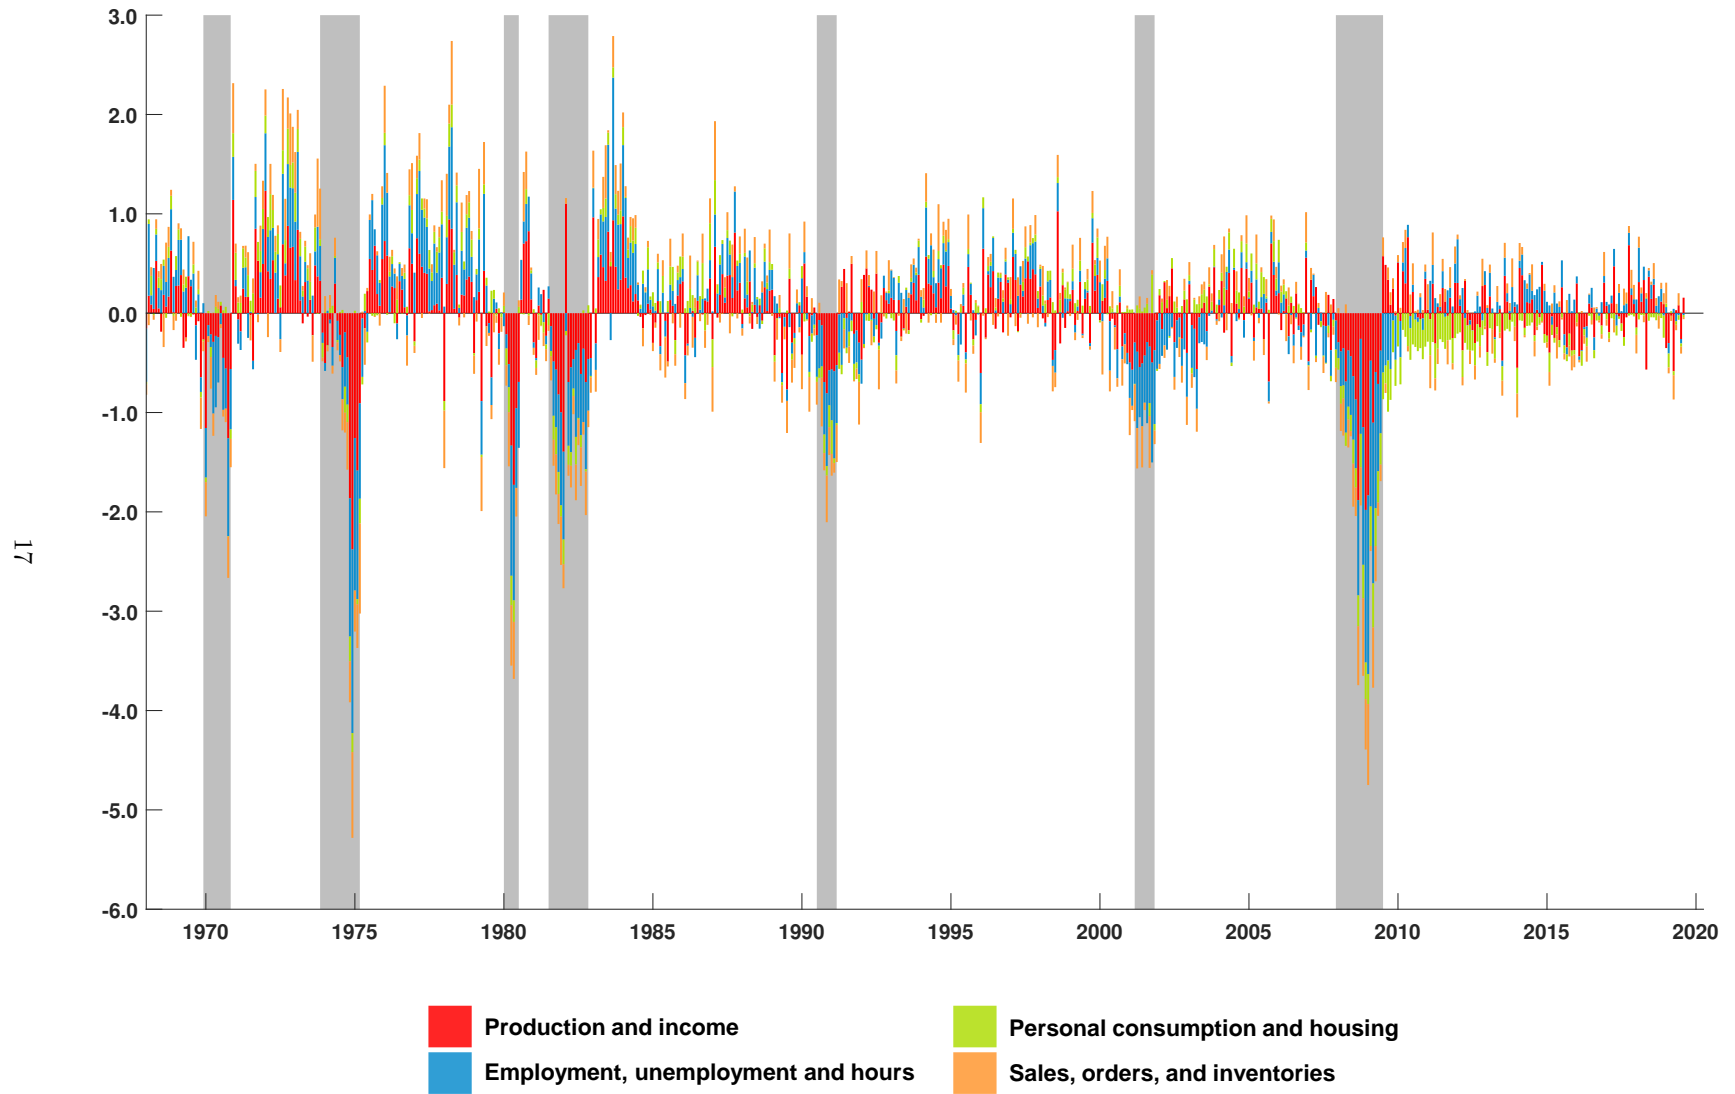 3.0
2.0
1.0
0.0
-1.0
-2.0
-3.0
-4.0
-5.0
-6.0
1970 1975 1980 1985 1990 1995 2000 2005 2010 2015 2020
17
Production and income
Employment, unemployment and hours
Personal consumption and housing
Sales, orders, and inventories